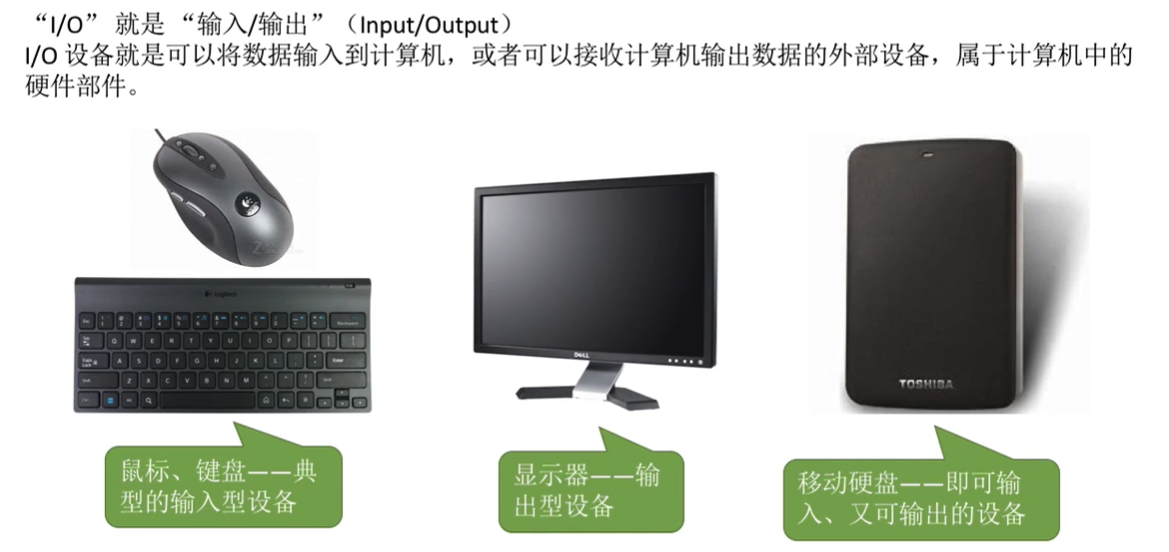 “I/O” 就是 “输入/输出” （Input/Output）
I/O 设备就是可以将数据输入到计算机，或者可以接收计算机输出数据的外部设备，属于计算机中的
硬件部件。
Logitech
DELL
TOSHIBA
鼠标、键盘——典
型的输入型设备
显示器——输
出型设备
移动硬盘——即可输
入、又可输出的设备